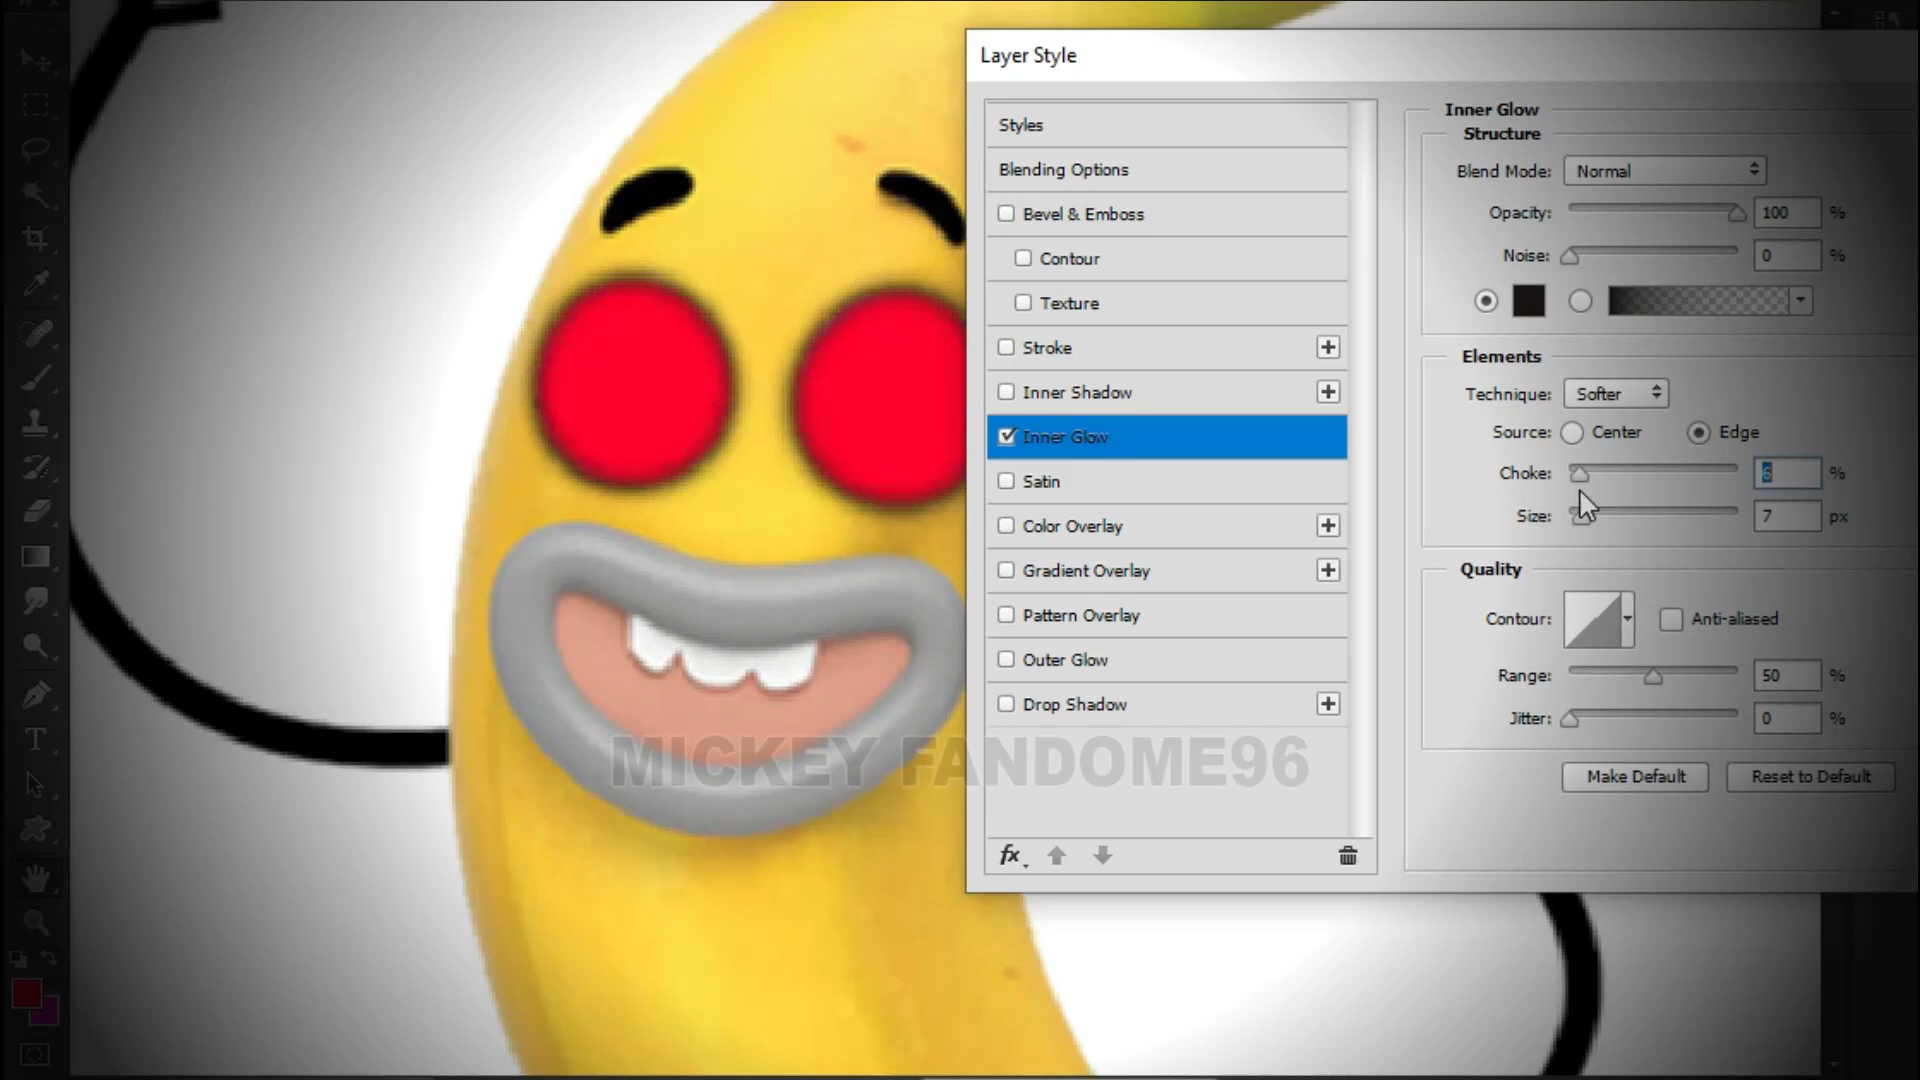 Layer Style
Styles
Blending Options
Bevel & Emboss
Contour
Texture
Stroke
Inner Shadow
Inner Glow
Satin
Color Overlay
Gradient Overlay
Pattern Overlay
Outer Glow
Drop Shadow
fx
Inner Glow
Structure
Blend Mode: Normal
Opacity: 100 %
Noise: 0 %
Elements
Technique: Softer
Source: Center Edge
Choke: 6 %
Size: 7 px
Quality
Contour: Anti-aliased
Range: 50 %
Jitter: 0 %
Make Default Reset to Default
MICKEY FANDOME96